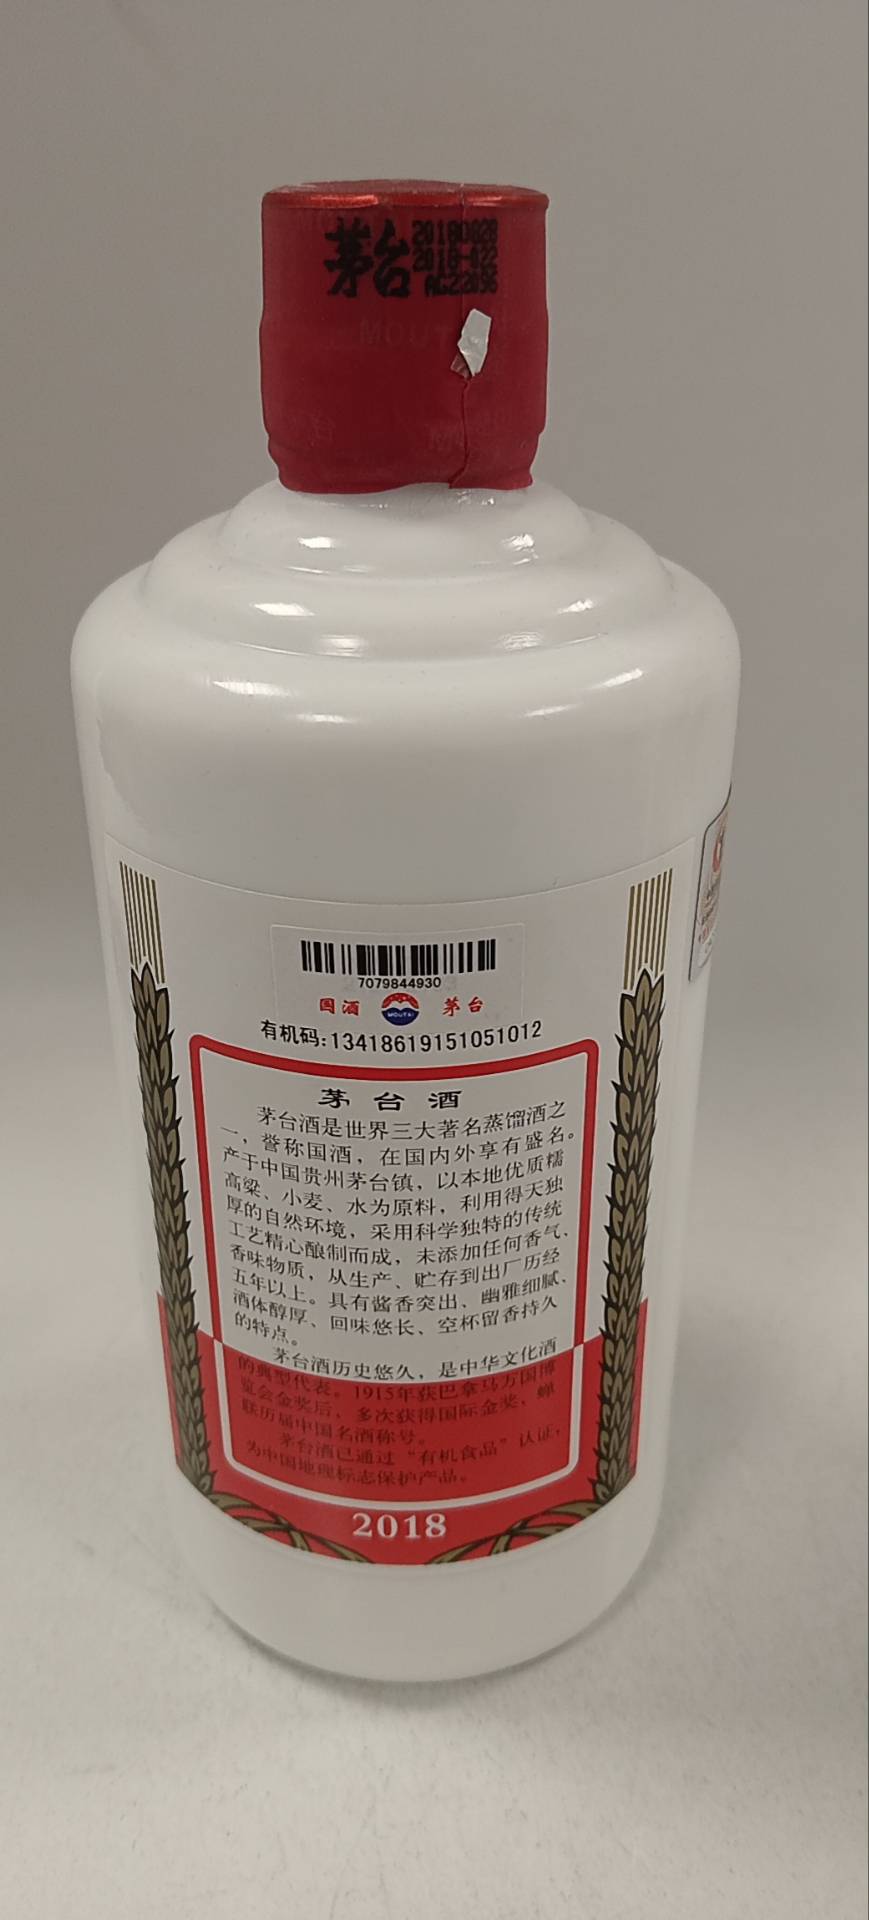 茅台
20180828
2018-122
AG22096
7079844930
国酒 MOUTAI 茅台
有机码:13418619151051012
茅台酒
茅台酒是世界三大著名蒸馏酒之
一，誉称国酒，在国内外享有盛名。
产于中国贵州茅台镇，以本地优质糯
高粱、小麦、水为原料，利用得天独
厚的自然环境，采用科学独特的传统
工艺精心酿制而成，未添加任何香气、
香味物质，从生产、贮存到出厂历经
五年以上。具有酱香突出、幽雅细腻、
酒体醇厚、回味悠长、空杯留香持久
的特点。
茅台酒历史悠久，是中华文化酒
的典型代表。1915年获巴拿马万国博
览会金奖后，多次获得国际金奖，蝉
联历届中国名酒称号。
茅台酒已通过“有机食品”认证，
为中国地理标志保护产品。
2018